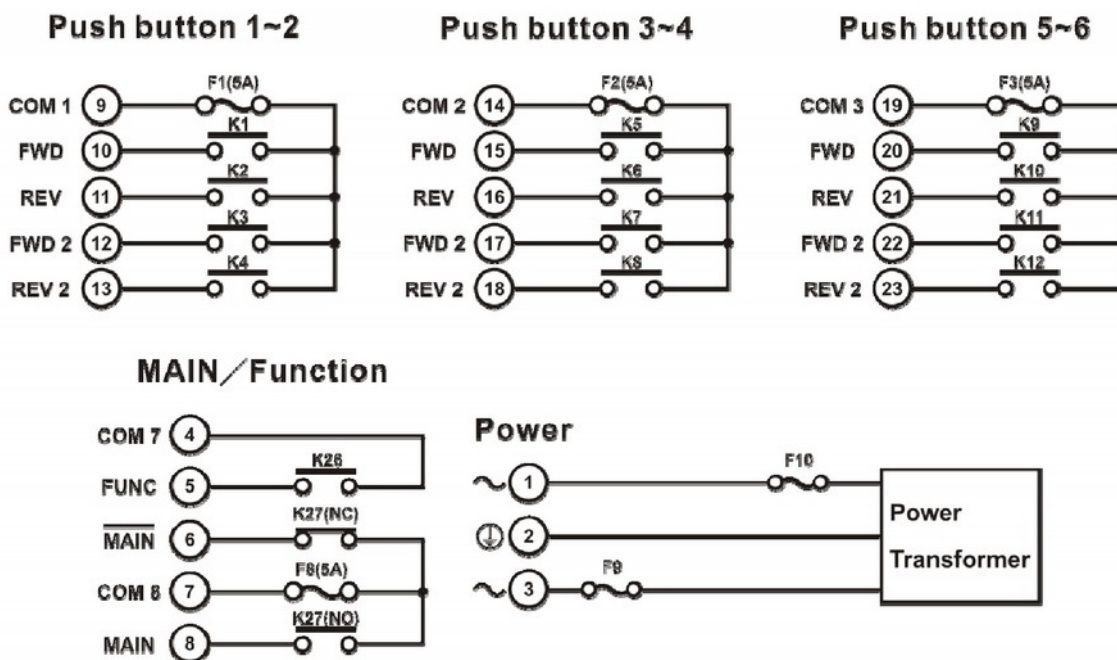 Push button 1~2
F1(5A)
COM 1 9
K1
FWD 10
K2
REV 11
K3
FWD 2 12
K4
REV 2 13
Push button 3~4
F2(5A)
COM 2 14
K5
FWD 15
K6
REV 16
K7
FWD 2 17
K8
REV 2 18
Push button 5~6
F3(5A)
COM 3 19
K9
FWD 20
K10
REV 21
K11
FWD 2 22
K12
REV 2 23
MAIN/Function
COM 7 4
K26
FUNC 5
K27(NC)
MAIN 6
F8(5A)
COM 8 7
K27(NO)
MAIN 8
Power
~ 1
F10
2
~ 3
F9
Power
Transformer